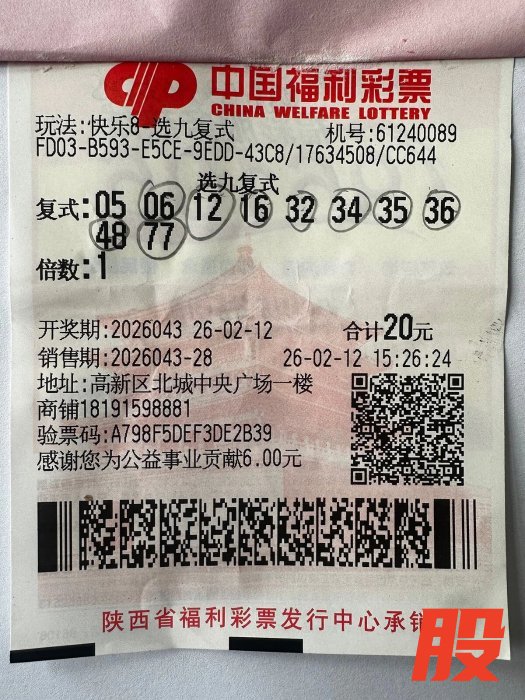 中国福利彩票
CHINA WELFARE LOTTERY
玩法:快乐8-选九复式 机号:61240089
FD03-B593-E5CE-9EDD-43C8/17634508/CC644
选九复式
复式:05 06 12 16 32 34 35 36
48 77
倍数:1
开奖期:2026043 26-02-12 合计20元
销售期:2026043-28 26-02-12 15:26:24
地址:高新区北城中央广场一楼
商铺18191598881
验票码:A798F5DEF3DE2B39
感谢您为公益事业贡献6.00元
陕西省福利彩票发行中心承销
股